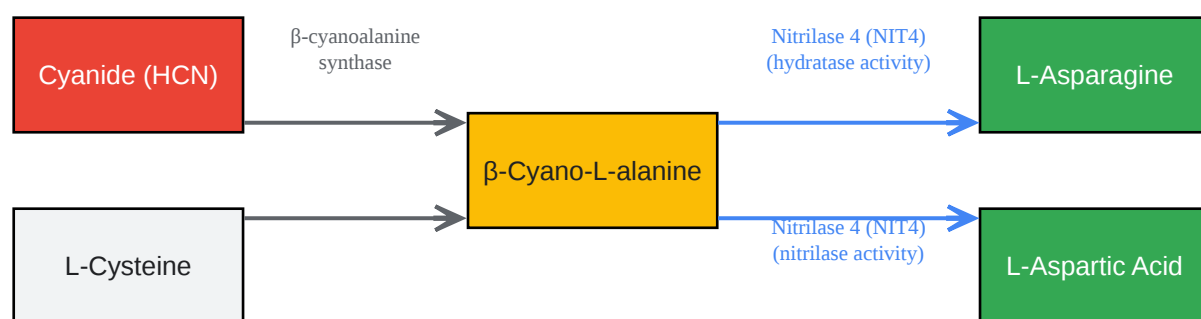 Cyanide (HCN)
β-cyanoalanine
synthase
Nitrilase 4 (NIT4)
(hydratase activity)
L-Asparagine
β-Cyano-L-alanine
L-Cysteine
Nitrilase 4 (NIT4)
(nitrilase activity)
L-Aspartic Acid